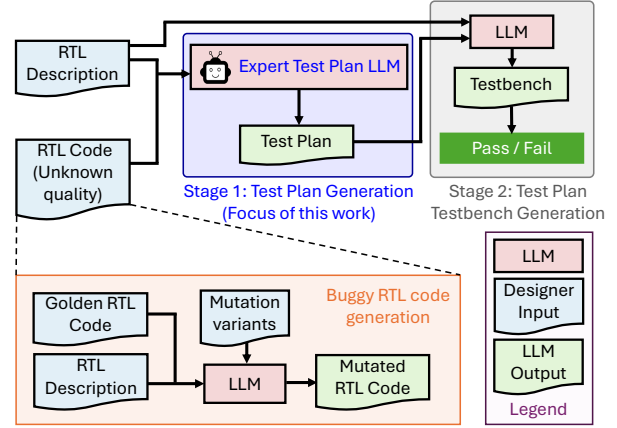 RTL
Description
RTL Code
(Unknown
quality)
Expert Test Plan LLM
Test Plan
Stage 1: Test Plan Generation
(Focus of this work)
LLM
Testbench
Pass / Fail
Stage 2: Test Plan
Testbench Generation
Buggy RTL code
generation
Golden RTL
Code
RTL
Description
Mutation
variants
LLM
Mutated
RTL Code
LLM
Designer
Input
LLM
Output
Legend